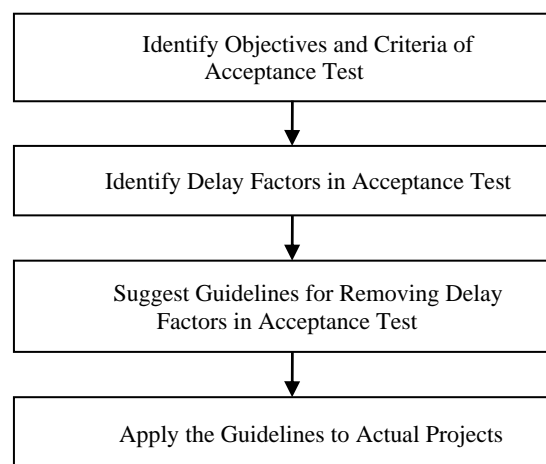 Identify Objectives and Criteria of
Acceptance Test
Identify Delay Factors in Acceptance Test
Suggest Guidelines for Removing Delay
Factors in Acceptance Test
Apply the Guidelines to Actual Projects